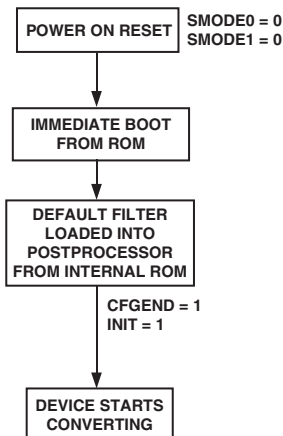 POWER ON RESET
SMODE0 = 0
SMODE1 = 0
IMMEDIATE BOOT
FROM ROM
DEFAULT FILTER
LOADED INTO
POSTPROCESSOR
FROM INTERNAL ROM
CFGEND = 1
INIT = 1
DEVICE STARTS
CONVERTING